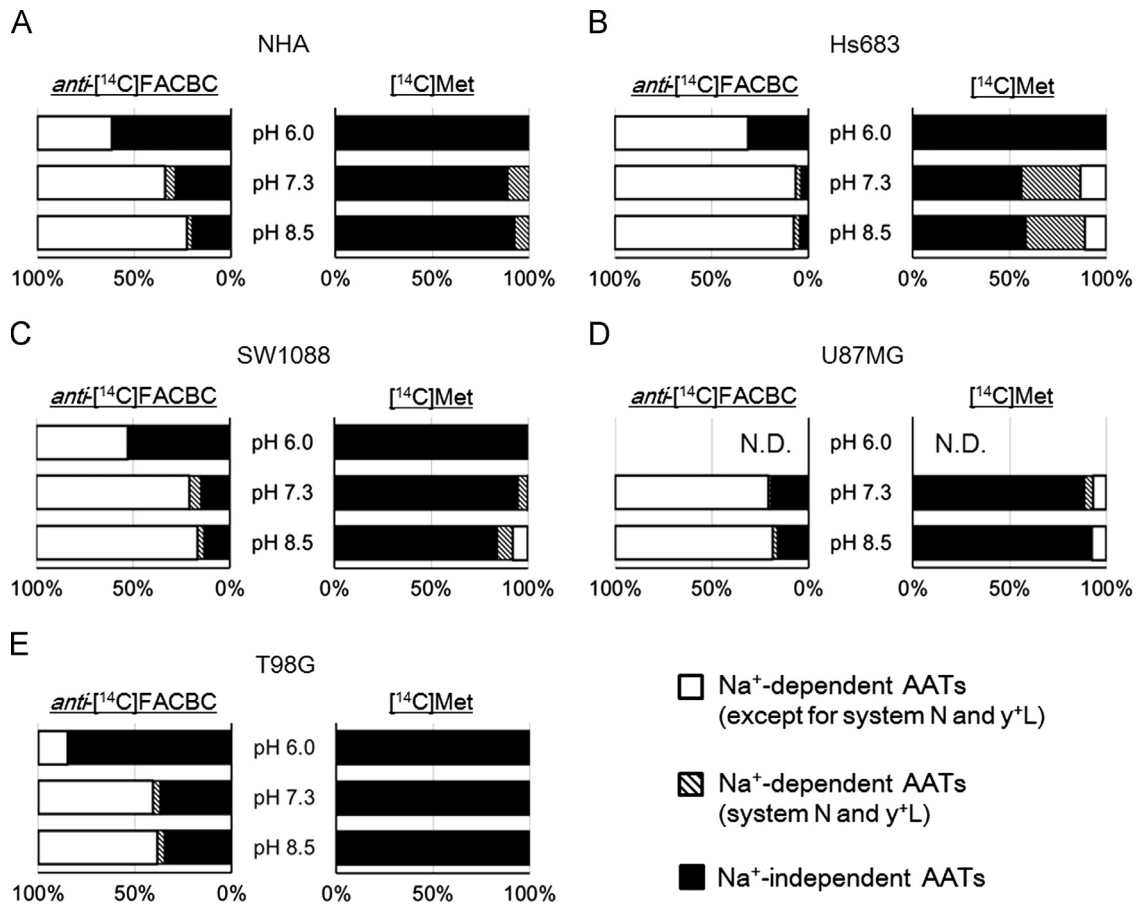 A
NHA
anti-[¹⁴C]FACBC
[¹⁴C]Met
pH 6.0
pH 7.3
pH 8.5
100%
50%
0%
0%
50%
100%
B
Hs683
anti-[¹⁴C]FACBC
[¹⁴C]Met
pH 6.0
pH 7.3
pH 8.5
100%
50%
0%
0%
50%
100%
C
SW1088
anti-[¹⁴C]FACBC
[¹⁴C]Met
pH 6.0
pH 7.3
pH 8.5
100%
50%
0%
0%
50%
100%
D
U87MG
anti-[¹⁴C]FACBC
[¹⁴C]Met
N.D.
pH 6.0
N.D.
pH 7.3
pH 8.5
100%
50%
0%
0%
50%
100%
E
T98G
anti-[¹⁴C]FACBC
[¹⁴C]Met
pH 6.0
pH 7.3
pH 8.5
100%
50%
0%
0%
50%
100%
Na⁺-dependent AATs
(except for system N and y⁺L)
Na⁺-dependent AATs
(system N and y⁺L)
Na⁺-independent AATs